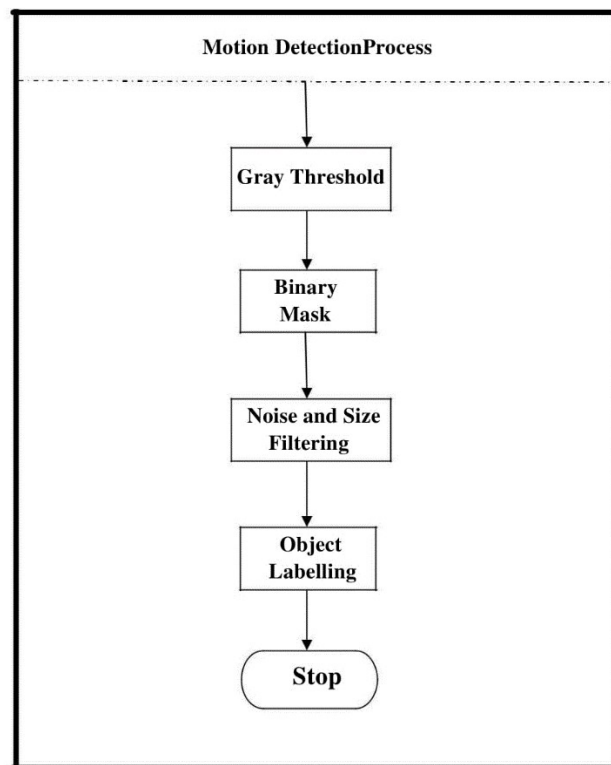 Motion DetectionProcess
Gray Threshold
Binary
Mask
Noise and Size
Filtering
Object
Labelling
Stop